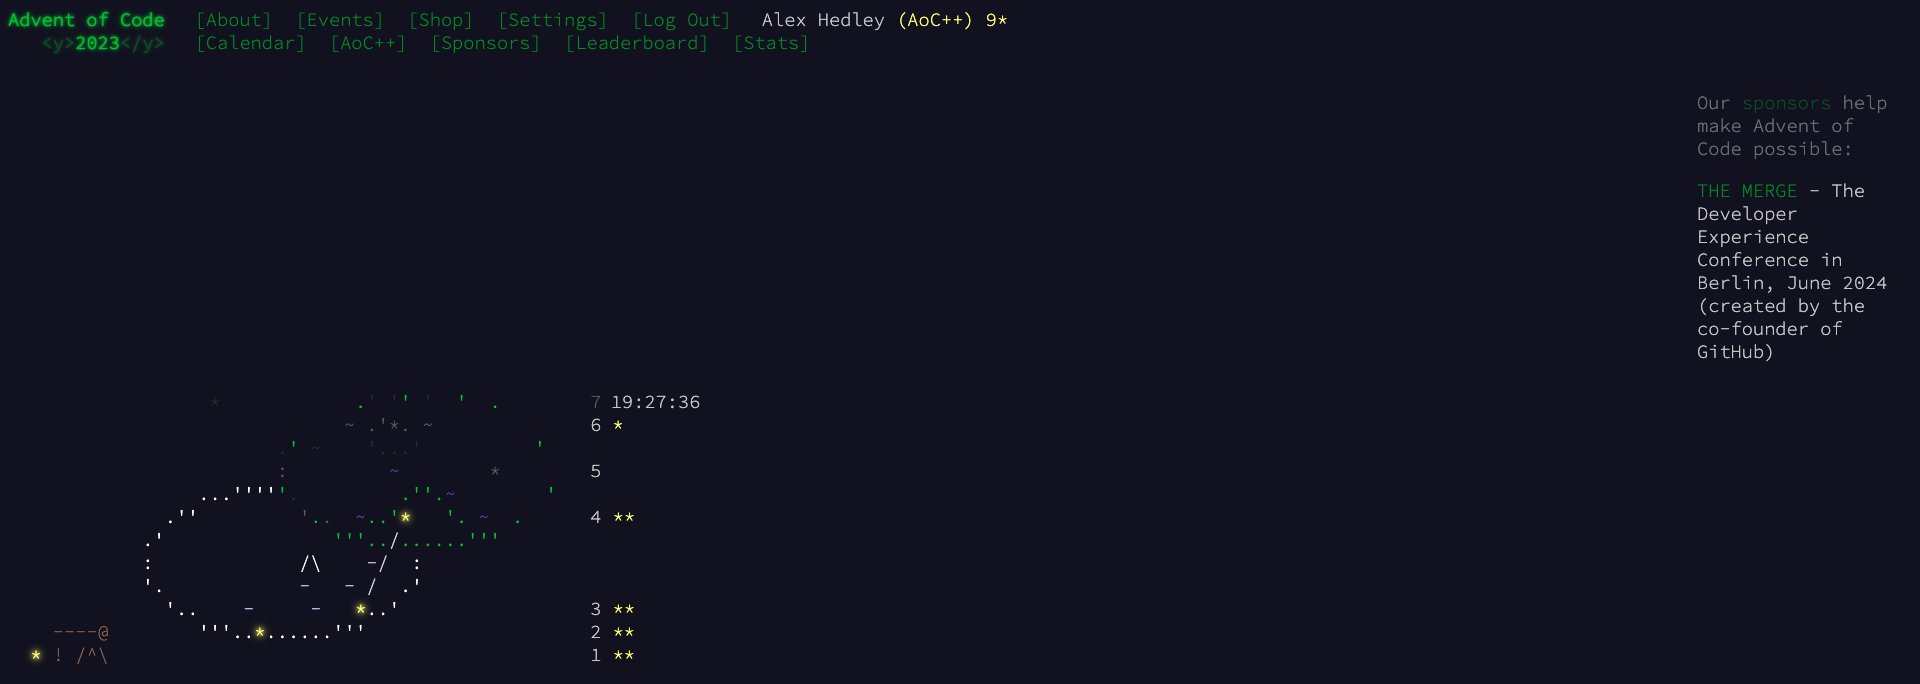 Advent of Code [About] [Events] [Shop] [Settings] [Log Out] Alex Hedley (AoC++) 9*
<y>2023</y> [Calendar] [AoC++] [Sponsors] [Leaderboard] [Stats]
Our sponsors help
make Advent of
Code possible:
THE MERGE - The
Developer
Experience
Conference in
Berlin, June 2024
(created by the
co-founder of
GitHub)
7 19:27:36
6 *
5
4 **
3 **
2 **
1 **